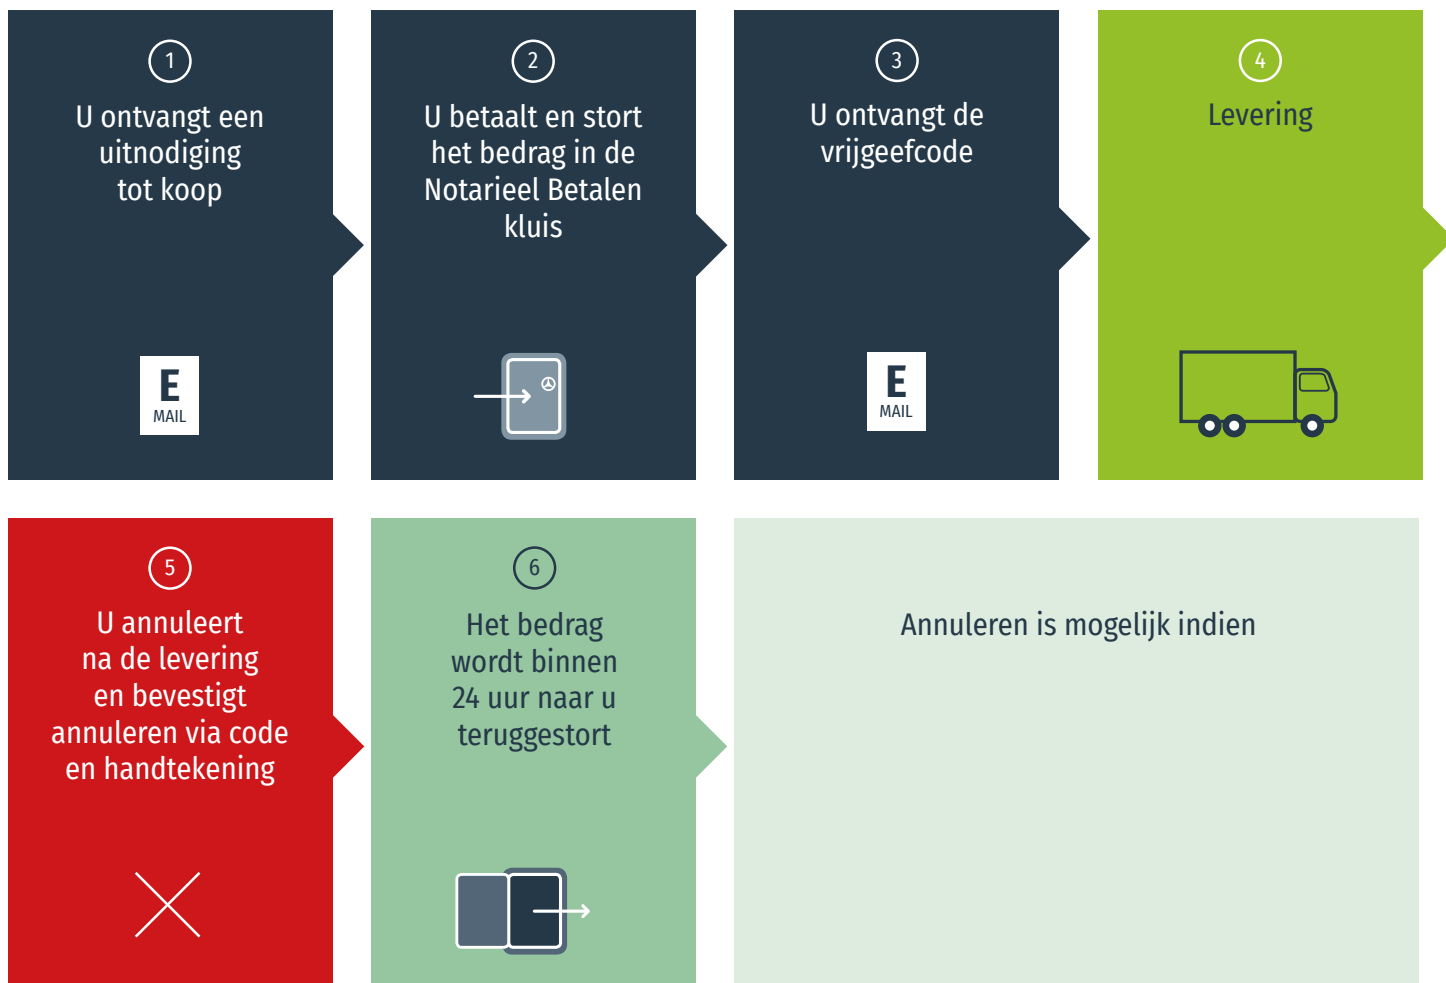 1
U ontvangt een
uitnodiging
tot koop
E
MAIL
2
U betaalt en stort
het bedrag in de
Notarieel Betalen
kluis
3
U ontvangt de
vrijgeefcode
E
MAIL
4
Levering
5
U annuleert
na de levering
en bevestigt
annuleren via code
en handtekening
6
Het bedrag
wordt binnen
24 uur naar u
teruggestort
Annuleren is mogelijk indien